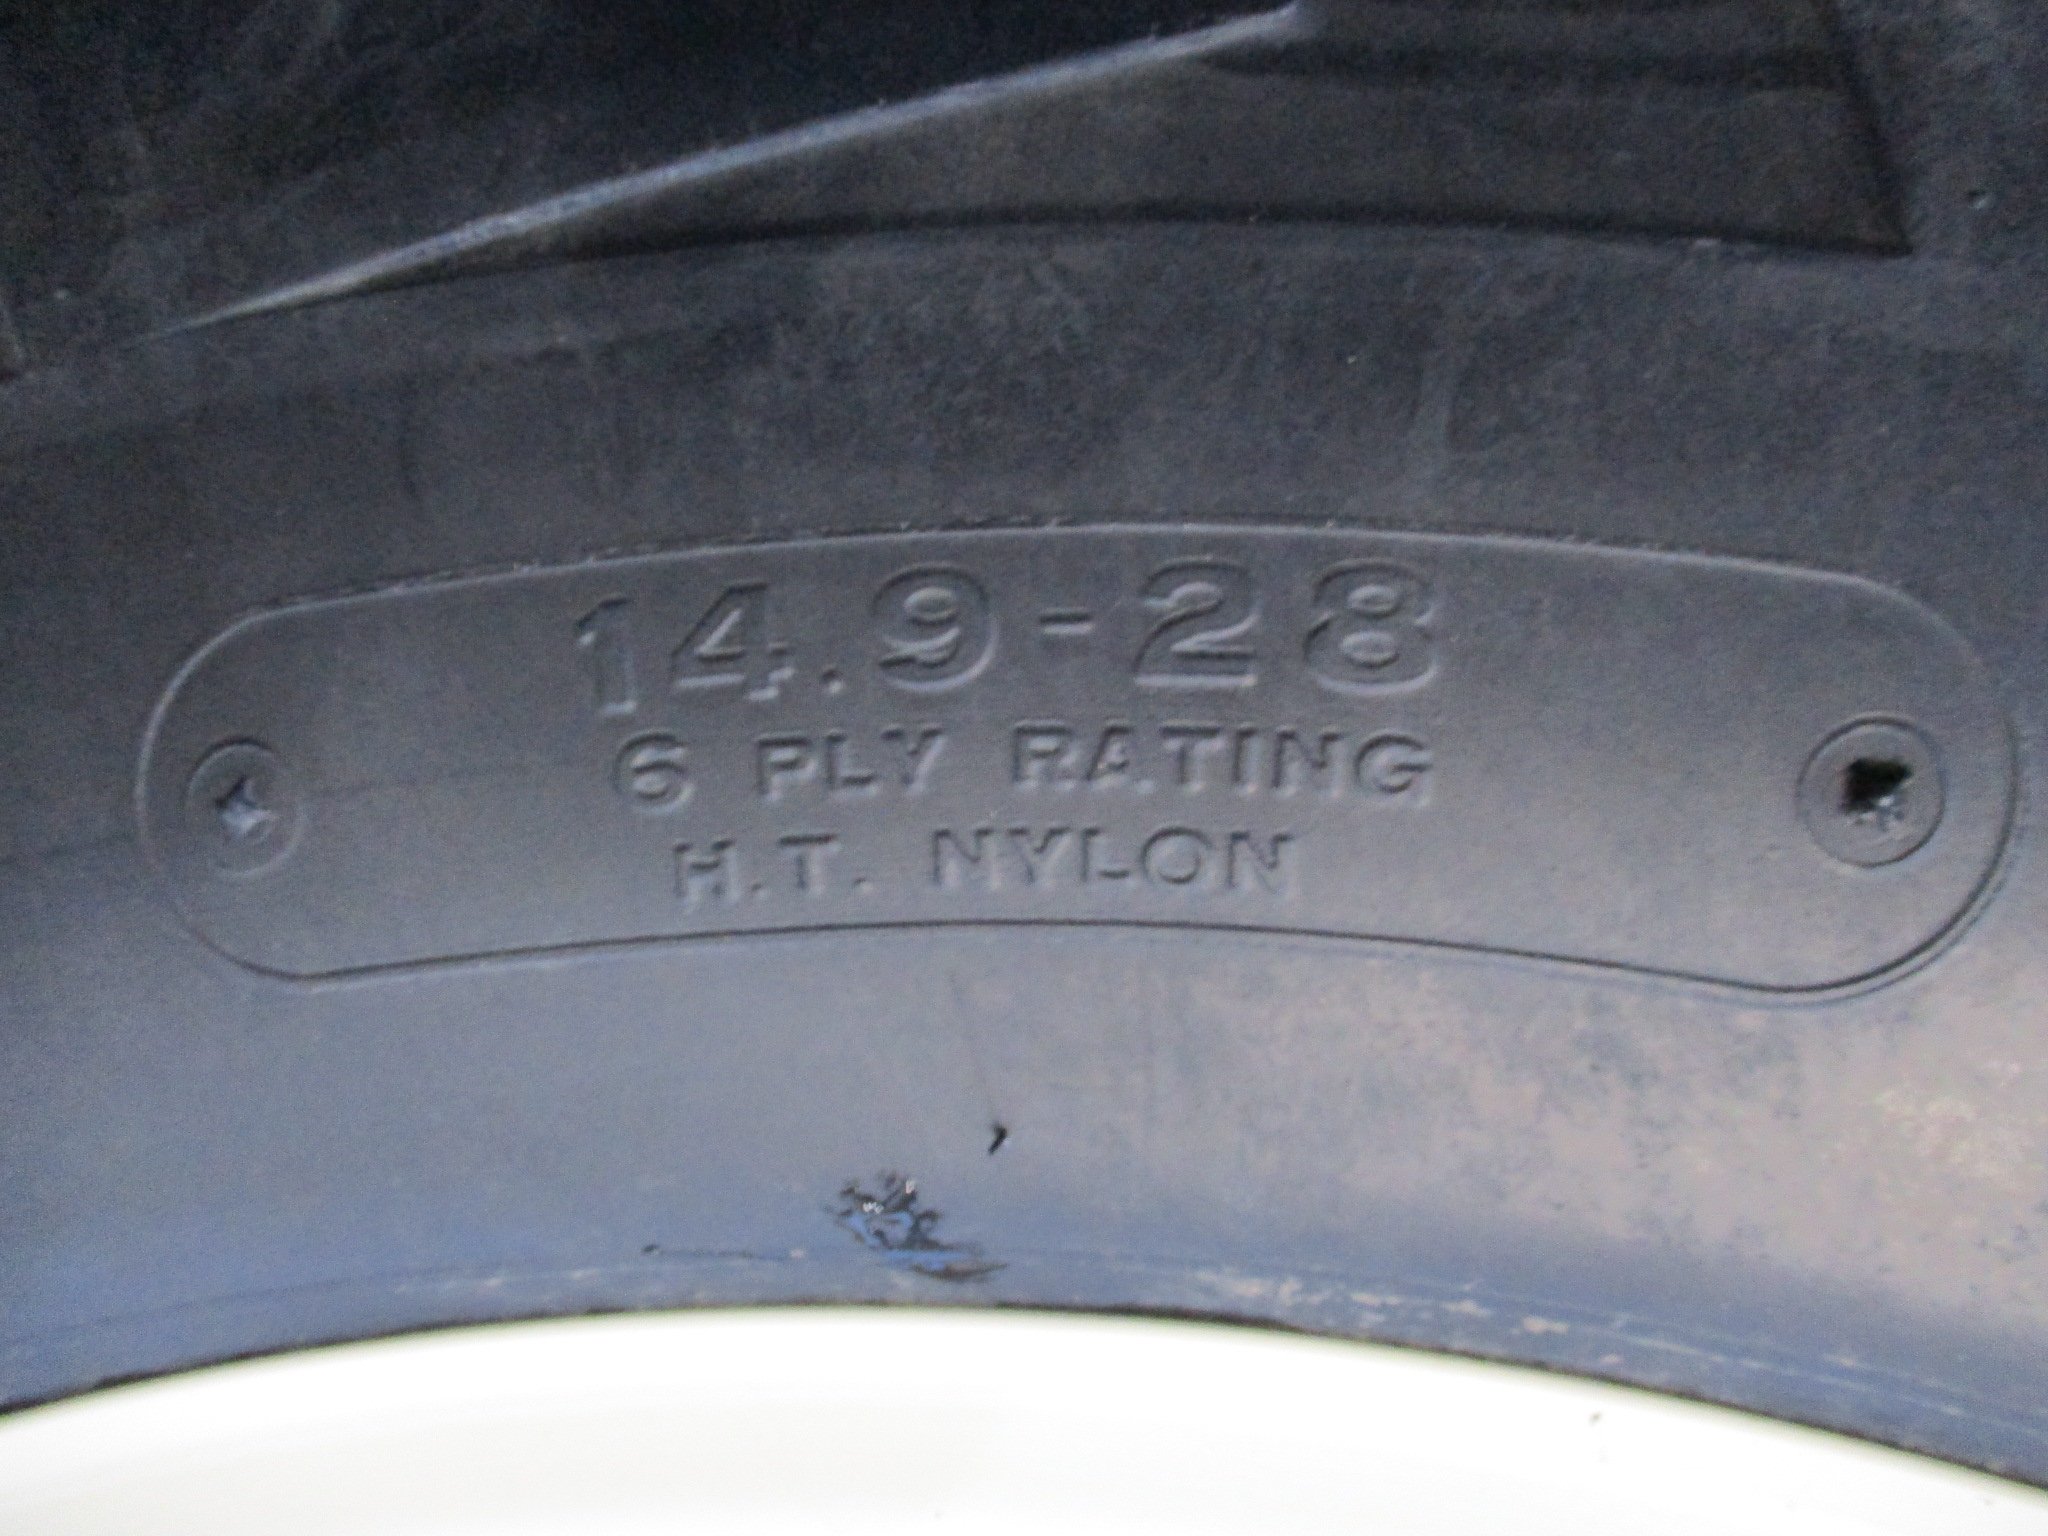 14.9-28
6 PLY RATING
H.T. NYLON